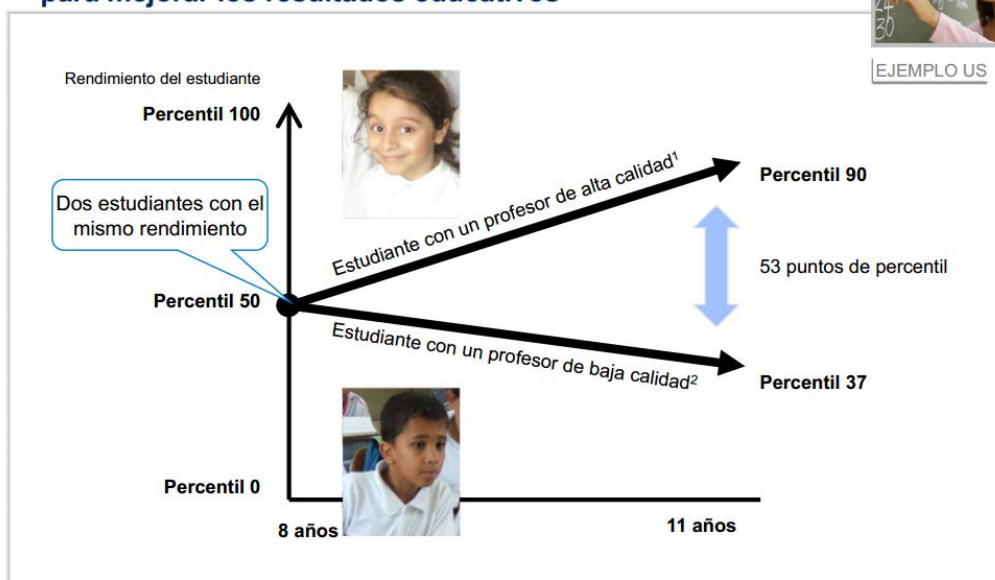 para mejorar los resultados educativos
EJEMPLO US
Rendimiento del estudiante
Percentil 100
Dos estudiantes con el
mismo rendimiento
Estudiante con un profesor de alta calidad¹
Percentil 90
53 puntos de percentil
Percentil 50
Estudiante con un profesor de baja calidad²
Percentil 37
Percentil 0
8 años
11 años